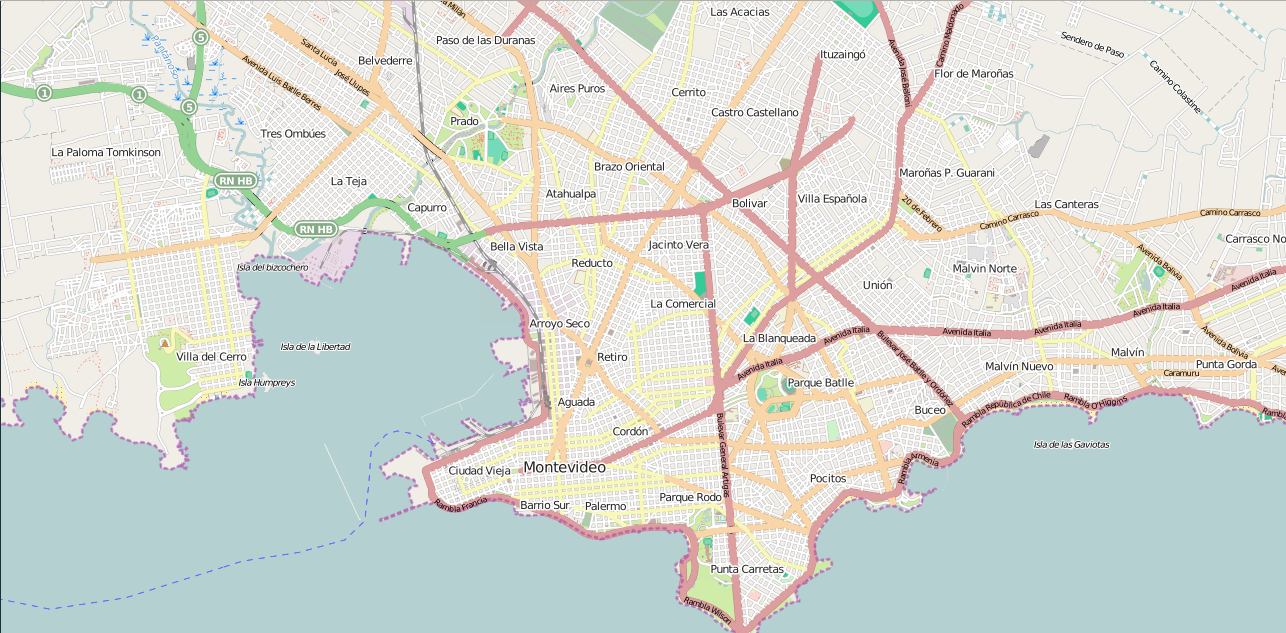 Las Acacias
Camino Maldonado
5
Paso de las Duranas
Santa Lucia
Ituzaingó
Avenida José Belloni
Sendero de Paso
Pantanoso
Belvederre
José Llupes
Avenida Luis Batlle Berres
Flor de Maroñas
Camino Colastine
1
1
5
Aires Puros
Cerrito
Castro Castellano
Prado
Tres Ombúes
La Paloma Tomkinson
Brazo Oriental
Maroñas P. Guarani
RN HB
La Teja
Atahualpa
Villa Española
Bolivar
20 de Febrero
Las Canteras
Capurro
Camino Carrasco
Camino Carrasco
RN HB
Bella Vista
Jacinto Vera
Carrasco No
Reducto
Isla del bizcochero
Malvin Norte
Avenida Bolivia
Unión
Avenida Italia
La Comercial
Avenida Italia
Arroyo Seco
Avenida Italia
Avenida Italia
Avenida Italia
La Blanqueada
Isla de la Libertad
Retiro
Villa del Cerro
Avenida Italia
Bulevar José Batlle y Ordóñez
Avenida Bolivia
Malvín
Malvín Nuevo
Punta Gorda
Caramuru
Isla Humpreys
Parque Batlle
Aguada
Rambla República de Chile
Rambla O'Higgins
Buceo
Cordón
Bulevar General Artigas
Isla de las Gaviotas
Rambla Armenia
Ciudad Vieja
Montevideo
Pocitos
Rambla Francia
Barrio Sur
Palermo
Parque Rodo
Punta Carretas
Rambla Wilson